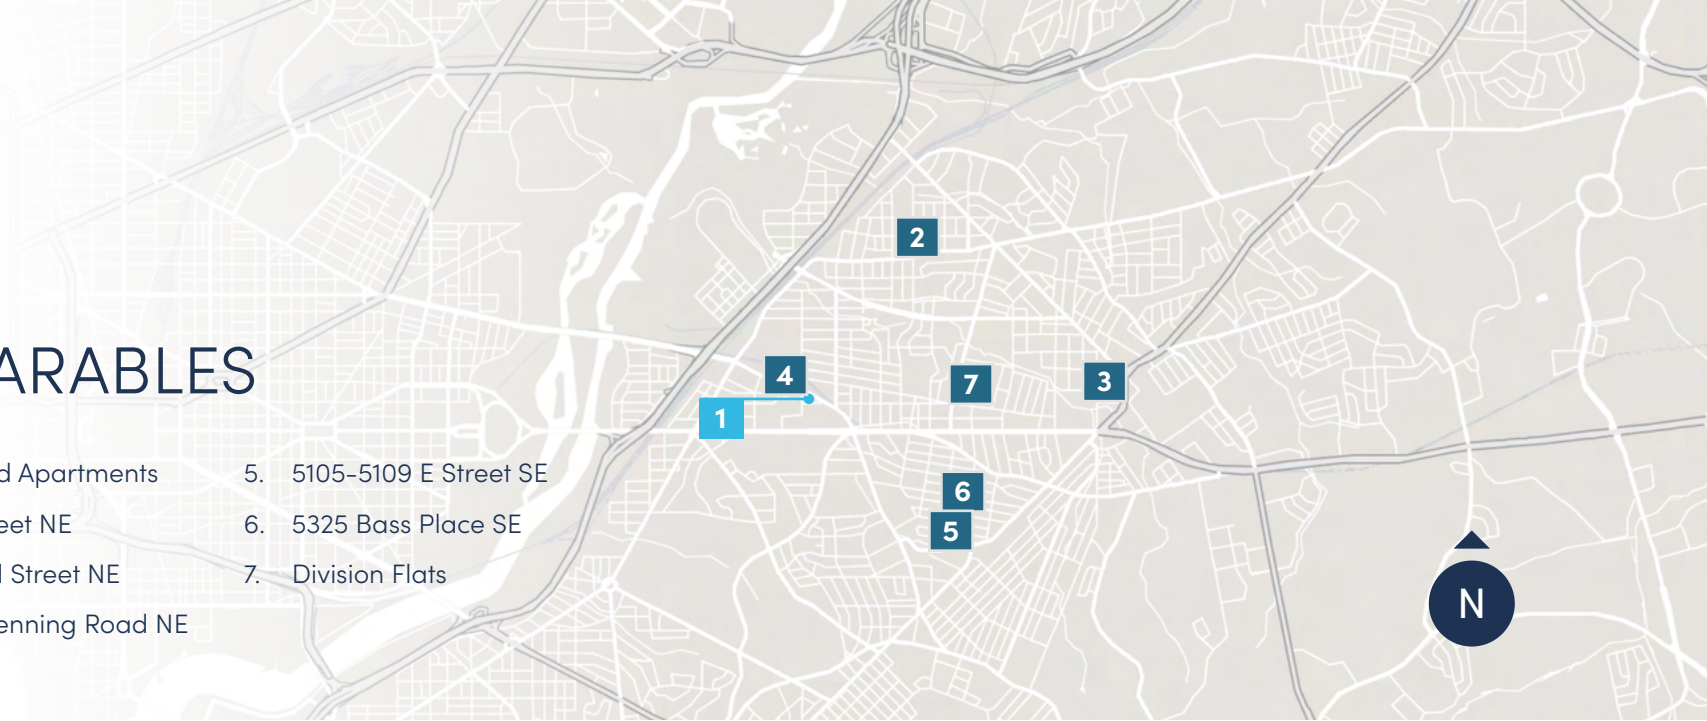 ARABLES
d Apartments
eet NE
Street NE
enning Road NE
5. 5105-5109 E Street SE
6. 5325 Bass Place SE
7. Division Flats
2
4
7
3
1
6
5
N